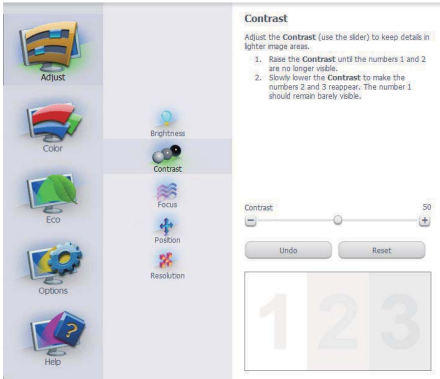 Adjust
Color
Eco
Options
Help
Brightness
Contrast
Focus
Position
Resolution
Contrast
Adjust the Contrast (use the slider) to keep details in
lighter image areas.
1. Raise the Contrast until the numbers 1 and 2
are no longer visible.
2. Slowly lower the Contrast to make the
numbers 2 and 3 reappear. The number 1
should remain barely visible.
Contrast 50
Undo Reset
1 2 3